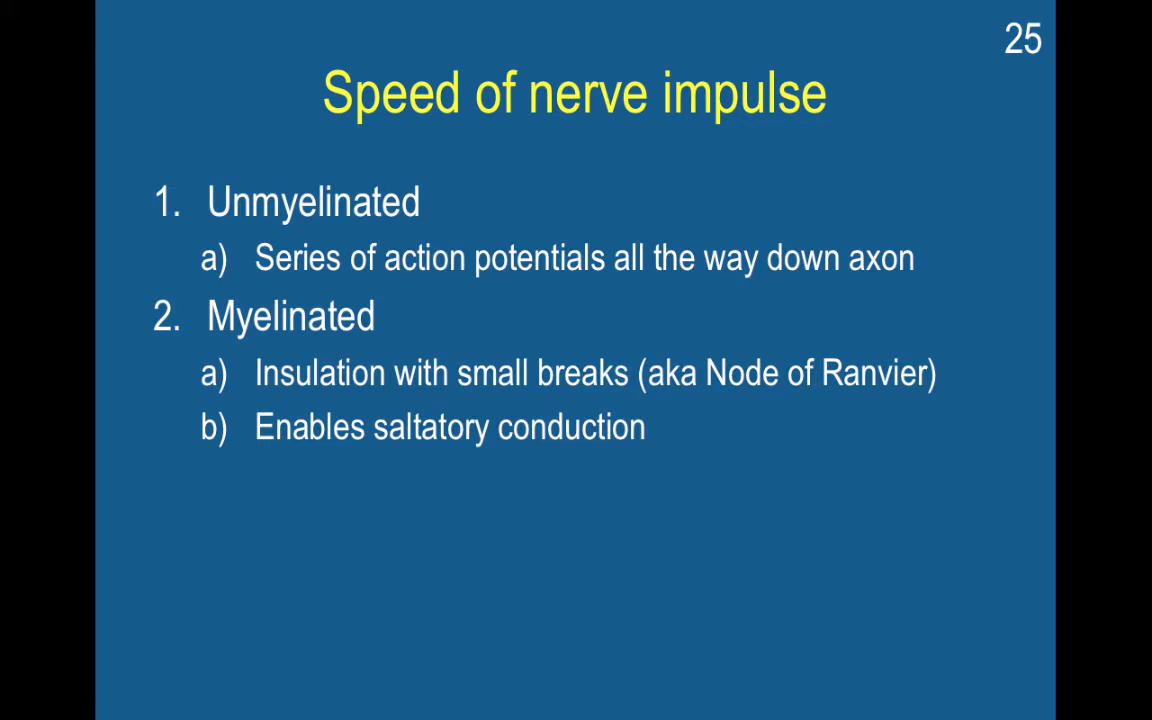 25
Speed of nerve impulse
1. Unmyelinated
a) Series of action potentials all the way down axon
2. Myelinated
a) Insulation with small breaks (aka Node of Ranvier)
b) Enables saltatory conduction